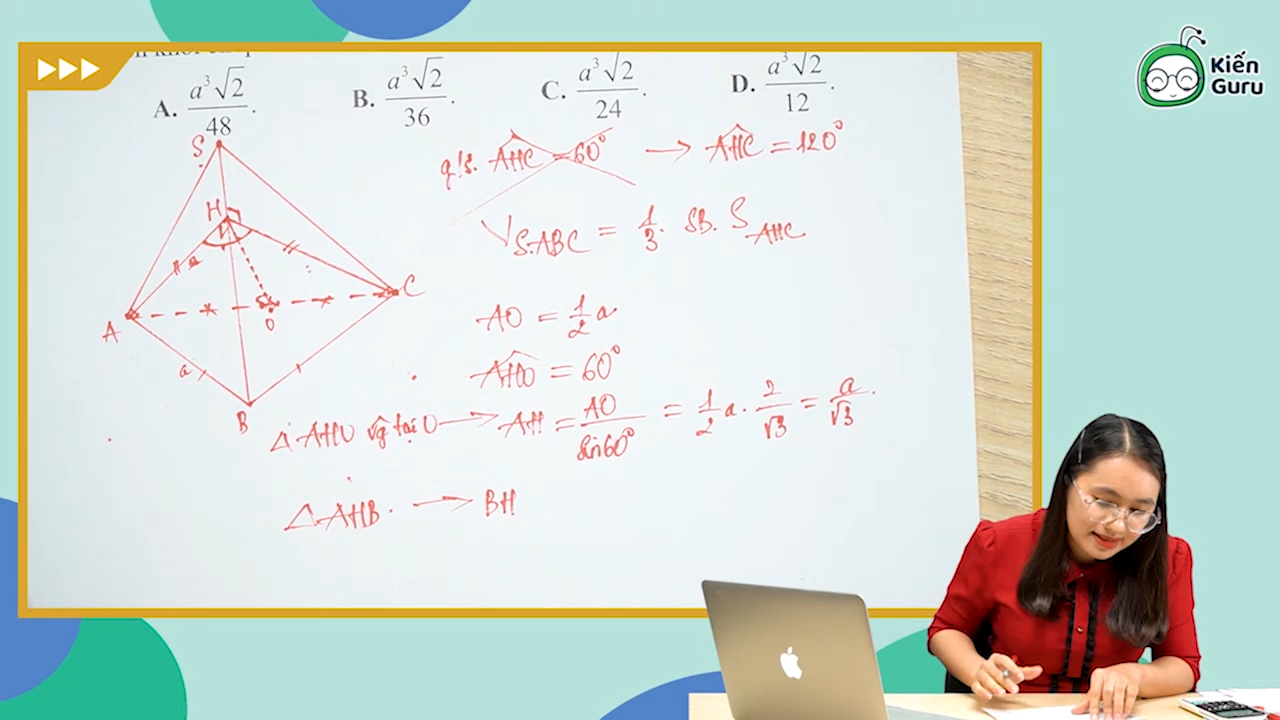 Kiến
Guru
A. a³√2/48.
B. a³√2/36.
C. a³√2/24.
D. a³√2/12.
S
H
a
A
O
C
a
B
g/s. AHC = 60° → AHC = 120°
V S.ABC = 1/3. SB. S AHC
AO = 1/2 a
AHO = 60°
Δ AHO vg tại O → AH = AO/sin60° = 1/2 a. 2/√3 = a/√3.
Δ AHB. → BH